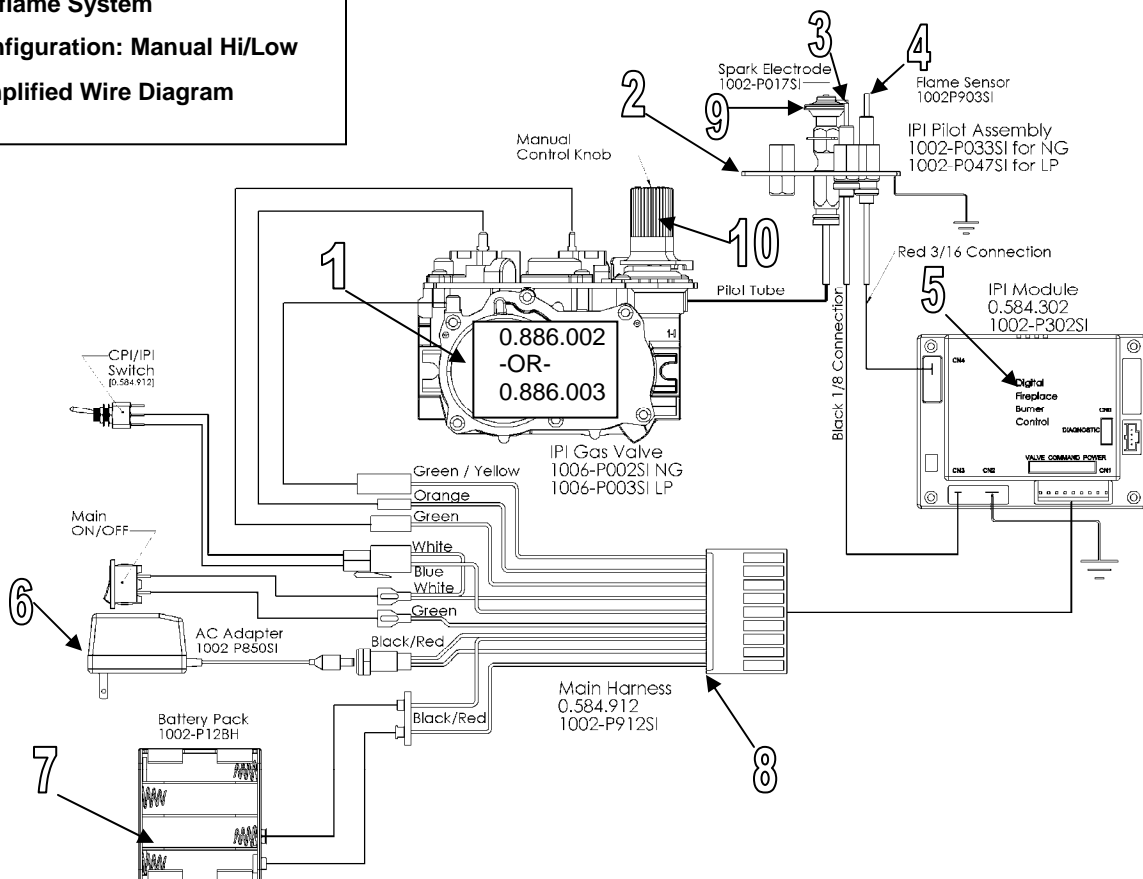 flame System
nfiguration: Manual Hi/Low
plified Wire Diagram
3
4
Spark Electrode
1002-P017SI
Flame Sensor
1002P903SI
2
9
IPI Pilot Assembly
1002-P033SI for NG
1002-P047SI for LP
Manual
Control Knob
10
1
Red 3/16 Connection
5
Pilot Tube
IPI Module
0.584.302
1002-P302SI
0.886.002
-OR-
0.886.003
Black 1/8 Connection
CN4
Digital
Fireplace
Burner
Control
DIAGNOSTIC
VALVE COMMAND POWER
CN3
CN2
CN1
CPI/IPI
Switch
[0.584.912]
IPI Gas Valve
1006-P002SI NG
1006-P003SI LP
Green / Yellow
Orange
Green
White
Blue
White
Green
Main
ON/OFF
6
AC Adapter
1002 P850SI
Black/Red
Main Harness
0.584.912
1002-P912SI
8
Battery Pack
1002-P12BH
Black/Red
7